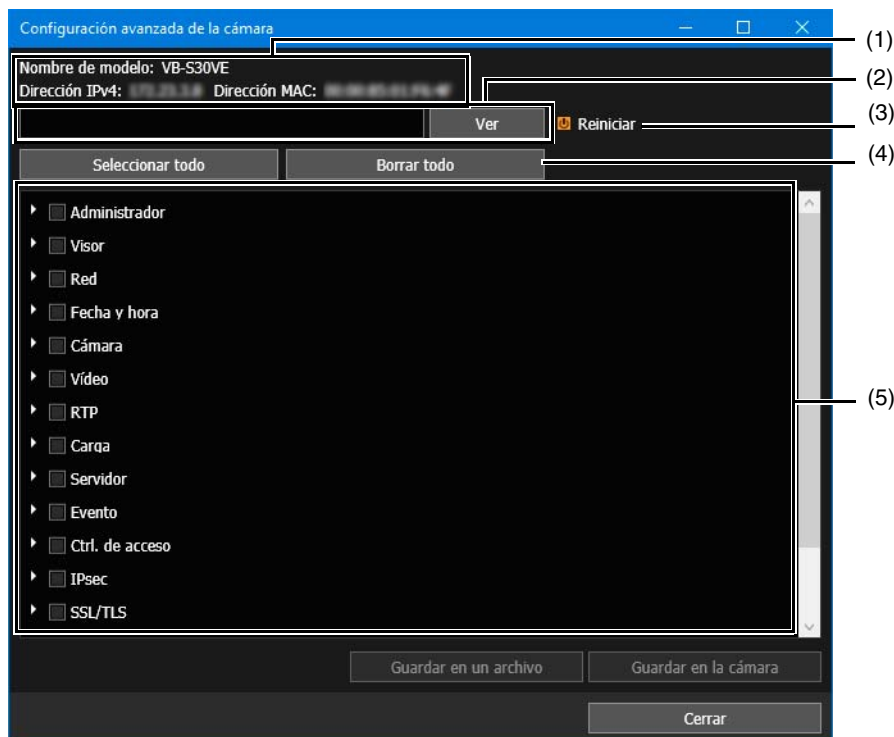 Configuración avanzada de la cámara
(1)
Nombre de modelo: VB-S30VE
Dirección IPv4: Dirección MAC:
(2)
Ver
Reiniciar
(3)
Seleccionar todo
Borrar todo
(4)
Administrador
Visor
Red
Fecha y hora
Cámara
Vídeo
RTP
(5)
Carga
Servidor
Evento
Ctrl. de acceso
IPsec
SSL/TLS
Guardar en un archivo
Guardar en la cámara
Cerrar